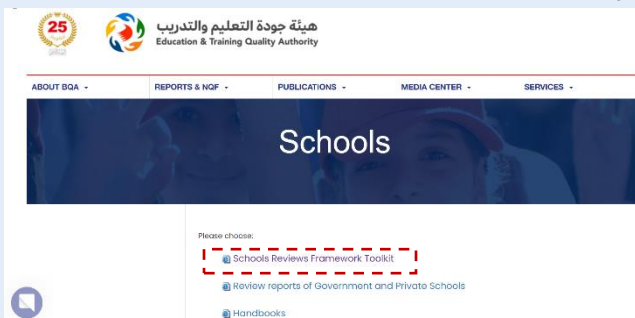 25
هيئة جودة التعليم والتدريب
Education & Training Quality Authority
ABOUT BQA
REPORTS & NQF
PUBLICATIONS
MEDIA CENTER
SERVICES
Schools
Please choose:
Schools Reviews Framework Toolkit
Review reports of Government and Private Schools
Handbooks